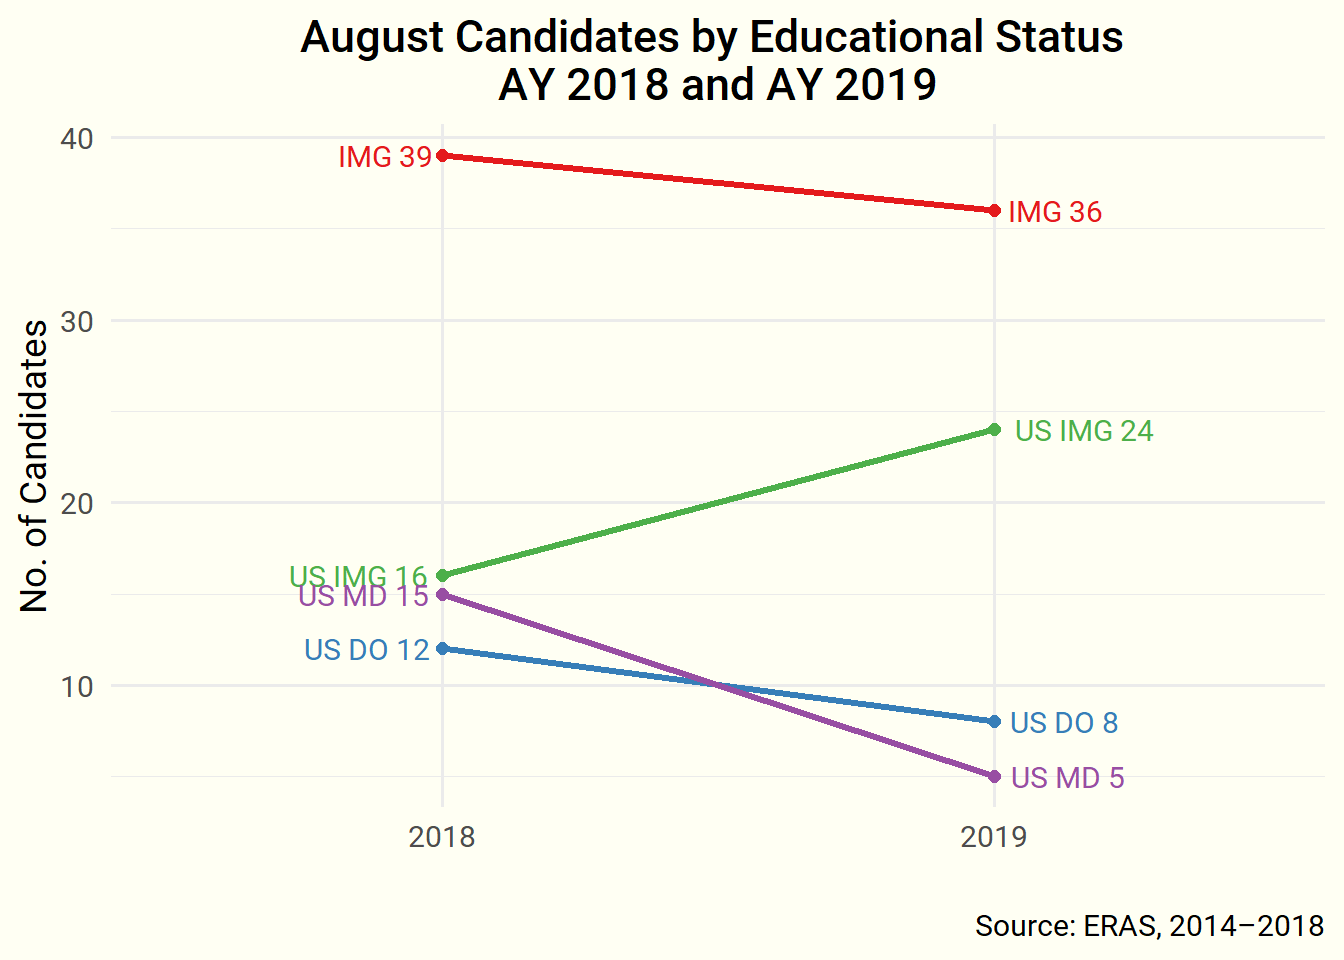 August Candidates by Educational Status
AY 2018 and AY 2019
No. of Candidates
40
30
20
10
IMG 39
IMG 36
US IMG 24
US IMG 16
US MD 15
US DO 12
US DO 8
US MD 5
2018
2019
Source: ERAS, 2014–2018